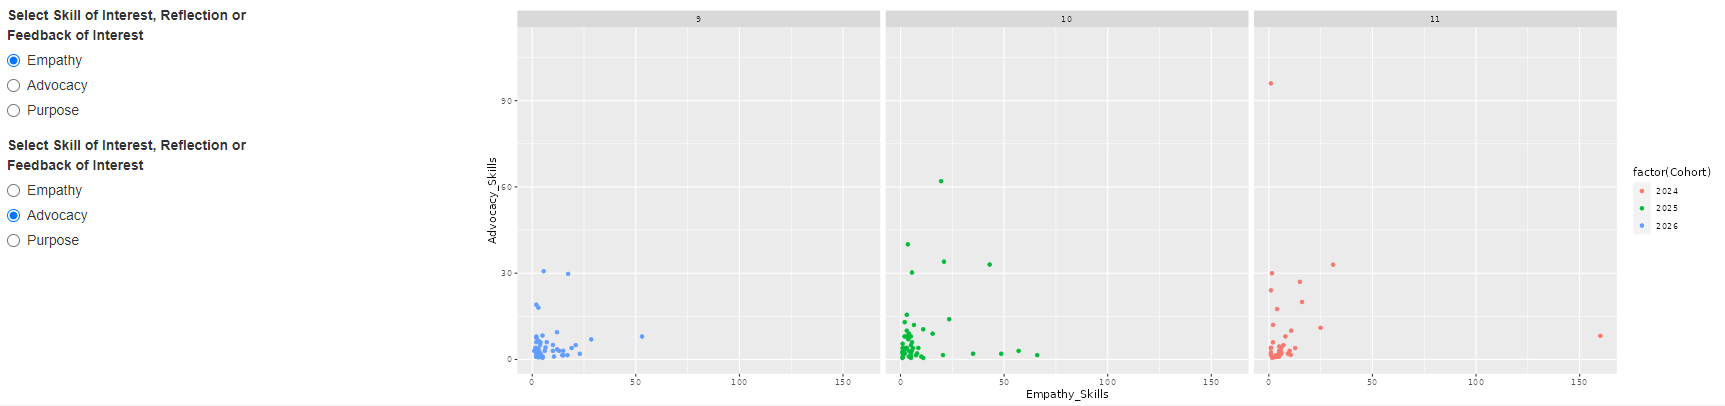 Select Skill of Interest, Reflection or
Feedback of Interest
Empathy
Advocacy
Purpose
Select Skill of Interest, Reflection or
Feedback of Interest
Empathy
Advocacy
Purpose
9 10 11
Advocacy_Skills
90
60
30
0
0 50 100 150 0 50 100 150 0 50 100 150
Empathy_Skills
factor(Cohort)
2024
2025
2026